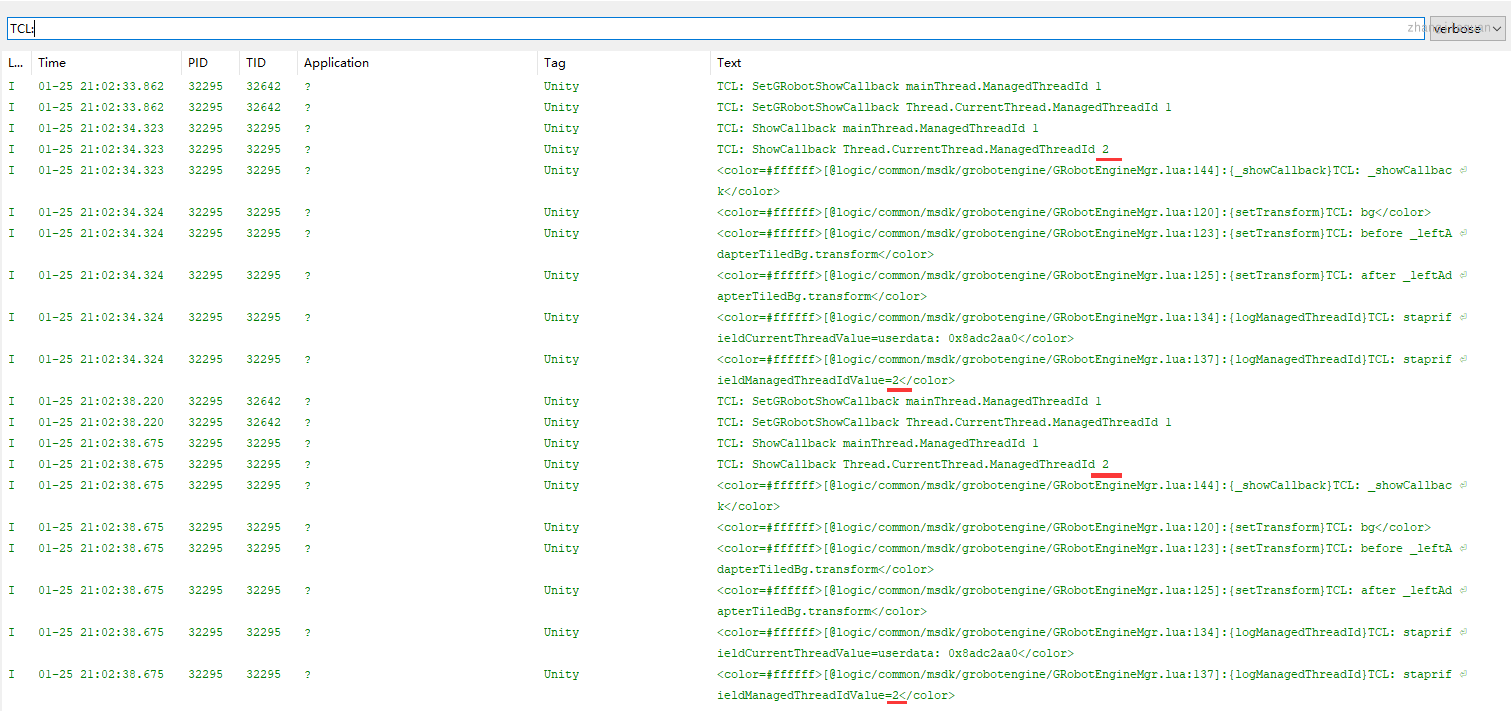 TCL:
verbose
L... Time PID TID Application Tag Text
I 01-25 21:02:33.862 32295 32642 ? Unity TCL: SetGRobotShowCallback mainThread.ManagedThreadId 1
I 01-25 21:02:33.862 32295 32642 ? Unity TCL: SetGRobotShowCallback Thread.CurrentThread.ManagedThreadId 1
I 01-25 21:02:34.323 32295 32295 ? Unity TCL: ShowCallback mainThread.ManagedThreadId 1
I 01-25 21:02:34.323 32295 32295 ? Unity TCL: ShowCallback Thread.CurrentThread.ManagedThreadId 2
I 01-25 21:02:34.323 32295 32295 ? Unity <color=#ffffff>[@logic/common/msdk/grobotengine/GRobotEngineMgr.lua:144]:{_showCallback}TCL: _showCallbac
k</color>
I 01-25 21:02:34.324 32295 32295 ? Unity <color=#ffffff>[@logic/common/msdk/grobotengine/GRobotEngineMgr.lua:120]:{setTransform}TCL: bg</color>
I 01-25 21:02:34.324 32295 32295 ? Unity <color=#ffffff>[@logic/common/msdk/grobotengine/GRobotEngineMgr.lua:123]:{setTransform}TCL: before _leftA
dapterTiledBg.transform</color>
I 01-25 21:02:34.324 32295 32295 ? Unity <color=#ffffff>[@logic/common/msdk/grobotengine/GRobotEngineMgr.lua:125]:{setTransform}TCL: after _leftAd
apterTiledBg.transform</color>
I 01-25 21:02:34.324 32295 32295 ? Unity <color=#ffffff>[@logic/common/msdk/grobotengine/GRobotEngineMgr.lua:134]:{logManagedThreadId}TCL: staprif
ieldCurrentThreadValue=userdata: 0x8adc2aa0</color>
I 01-25 21:02:34.324 32295 32295 ? Unity <color=#ffffff>[@logic/common/msdk/grobotengine/GRobotEngineMgr.lua:137]:{logManagedThreadId}TCL: staprif
ieldManagedThreadIdValue=2</color>
I 01-25 21:02:38.220 32295 32642 ? Unity TCL: SetGRobotShowCallback mainThread.ManagedThreadId 1
I 01-25 21:02:38.220 32295 32642 ? Unity TCL: SetGRobotShowCallback Thread.CurrentThread.ManagedThreadId 1
I 01-25 21:02:38.675 32295 32295 ? Unity TCL: ShowCallback mainThread.ManagedThreadId 1
I 01-25 21:02:38.675 32295 32295 ? Unity TCL: ShowCallback Thread.CurrentThread.ManagedThreadId 2
I 01-25 21:02:38.675 32295 32295 ? Unity <color=#ffffff>[@logic/common/msdk/grobotengine/GRobotEngineMgr.lua:144]:{_showCallback}TCL: _showCallbac
k</color>
I 01-25 21:02:38.675 32295 32295 ? Unity <color=#ffffff>[@logic/common/msdk/grobotengine/GRobotEngineMgr.lua:120]:{setTransform}TCL: bg</color>
I 01-25 21:02:38.675 32295 32295 ? Unity <color=#ffffff>[@logic/common/msdk/grobotengine/GRobotEngineMgr.lua:123]:{setTransform}TCL: before _leftA
dapterTiledBg.transform</color>
I 01-25 21:02:38.675 32295 32295 ? Unity <color=#ffffff>[@logic/common/msdk/grobotengine/GRobotEngineMgr.lua:125]:{setTransform}TCL: after _leftAd
apterTiledBg.transform</color>
I 01-25 21:02:38.675 32295 32295 ? Unity <color=#ffffff>[@logic/common/msdk/grobotengine/GRobotEngineMgr.lua:134]:{logManagedThreadId}TCL: staprif
ieldCurrentThreadValue=userdata: 0x8adc2aa0</color>
I 01-25 21:02:38.675 32295 32295 ? Unity <color=#ffffff>[@logic/common/msdk/grobotengine/GRobotEngineMgr.lua:137]:{logManagedThreadId}TCL: staprif
ieldManagedThreadIdValue=2</color>